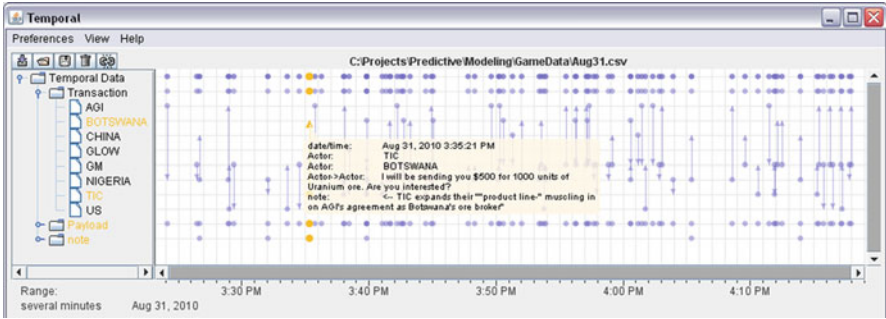 Temporal
Preferences View Help
C:\Projects\Predictive\Modeling\GameData\Aug31.csv
Temporal Data
Transaction
AGI
BOTSWANA
CHINA
GLOW
GM
NIGERIA
TIC
US
Payload
note
date/time: Aug 31, 2010 3:35:21 PM
Actor: TIC
Actor: BOTSWANA
Actor->Actor: I will be sending you $500 for 1000 units of
Uranium ore. Are you interested?
note: <- TIC expands their""product line-" muscling in
on AGI's agreement as Botswana's ore broker"
3:30 PM 3:40 PM 3:50 PM 4:00 PM 4:10 PM
Range:
several minutes Aug 31, 2010